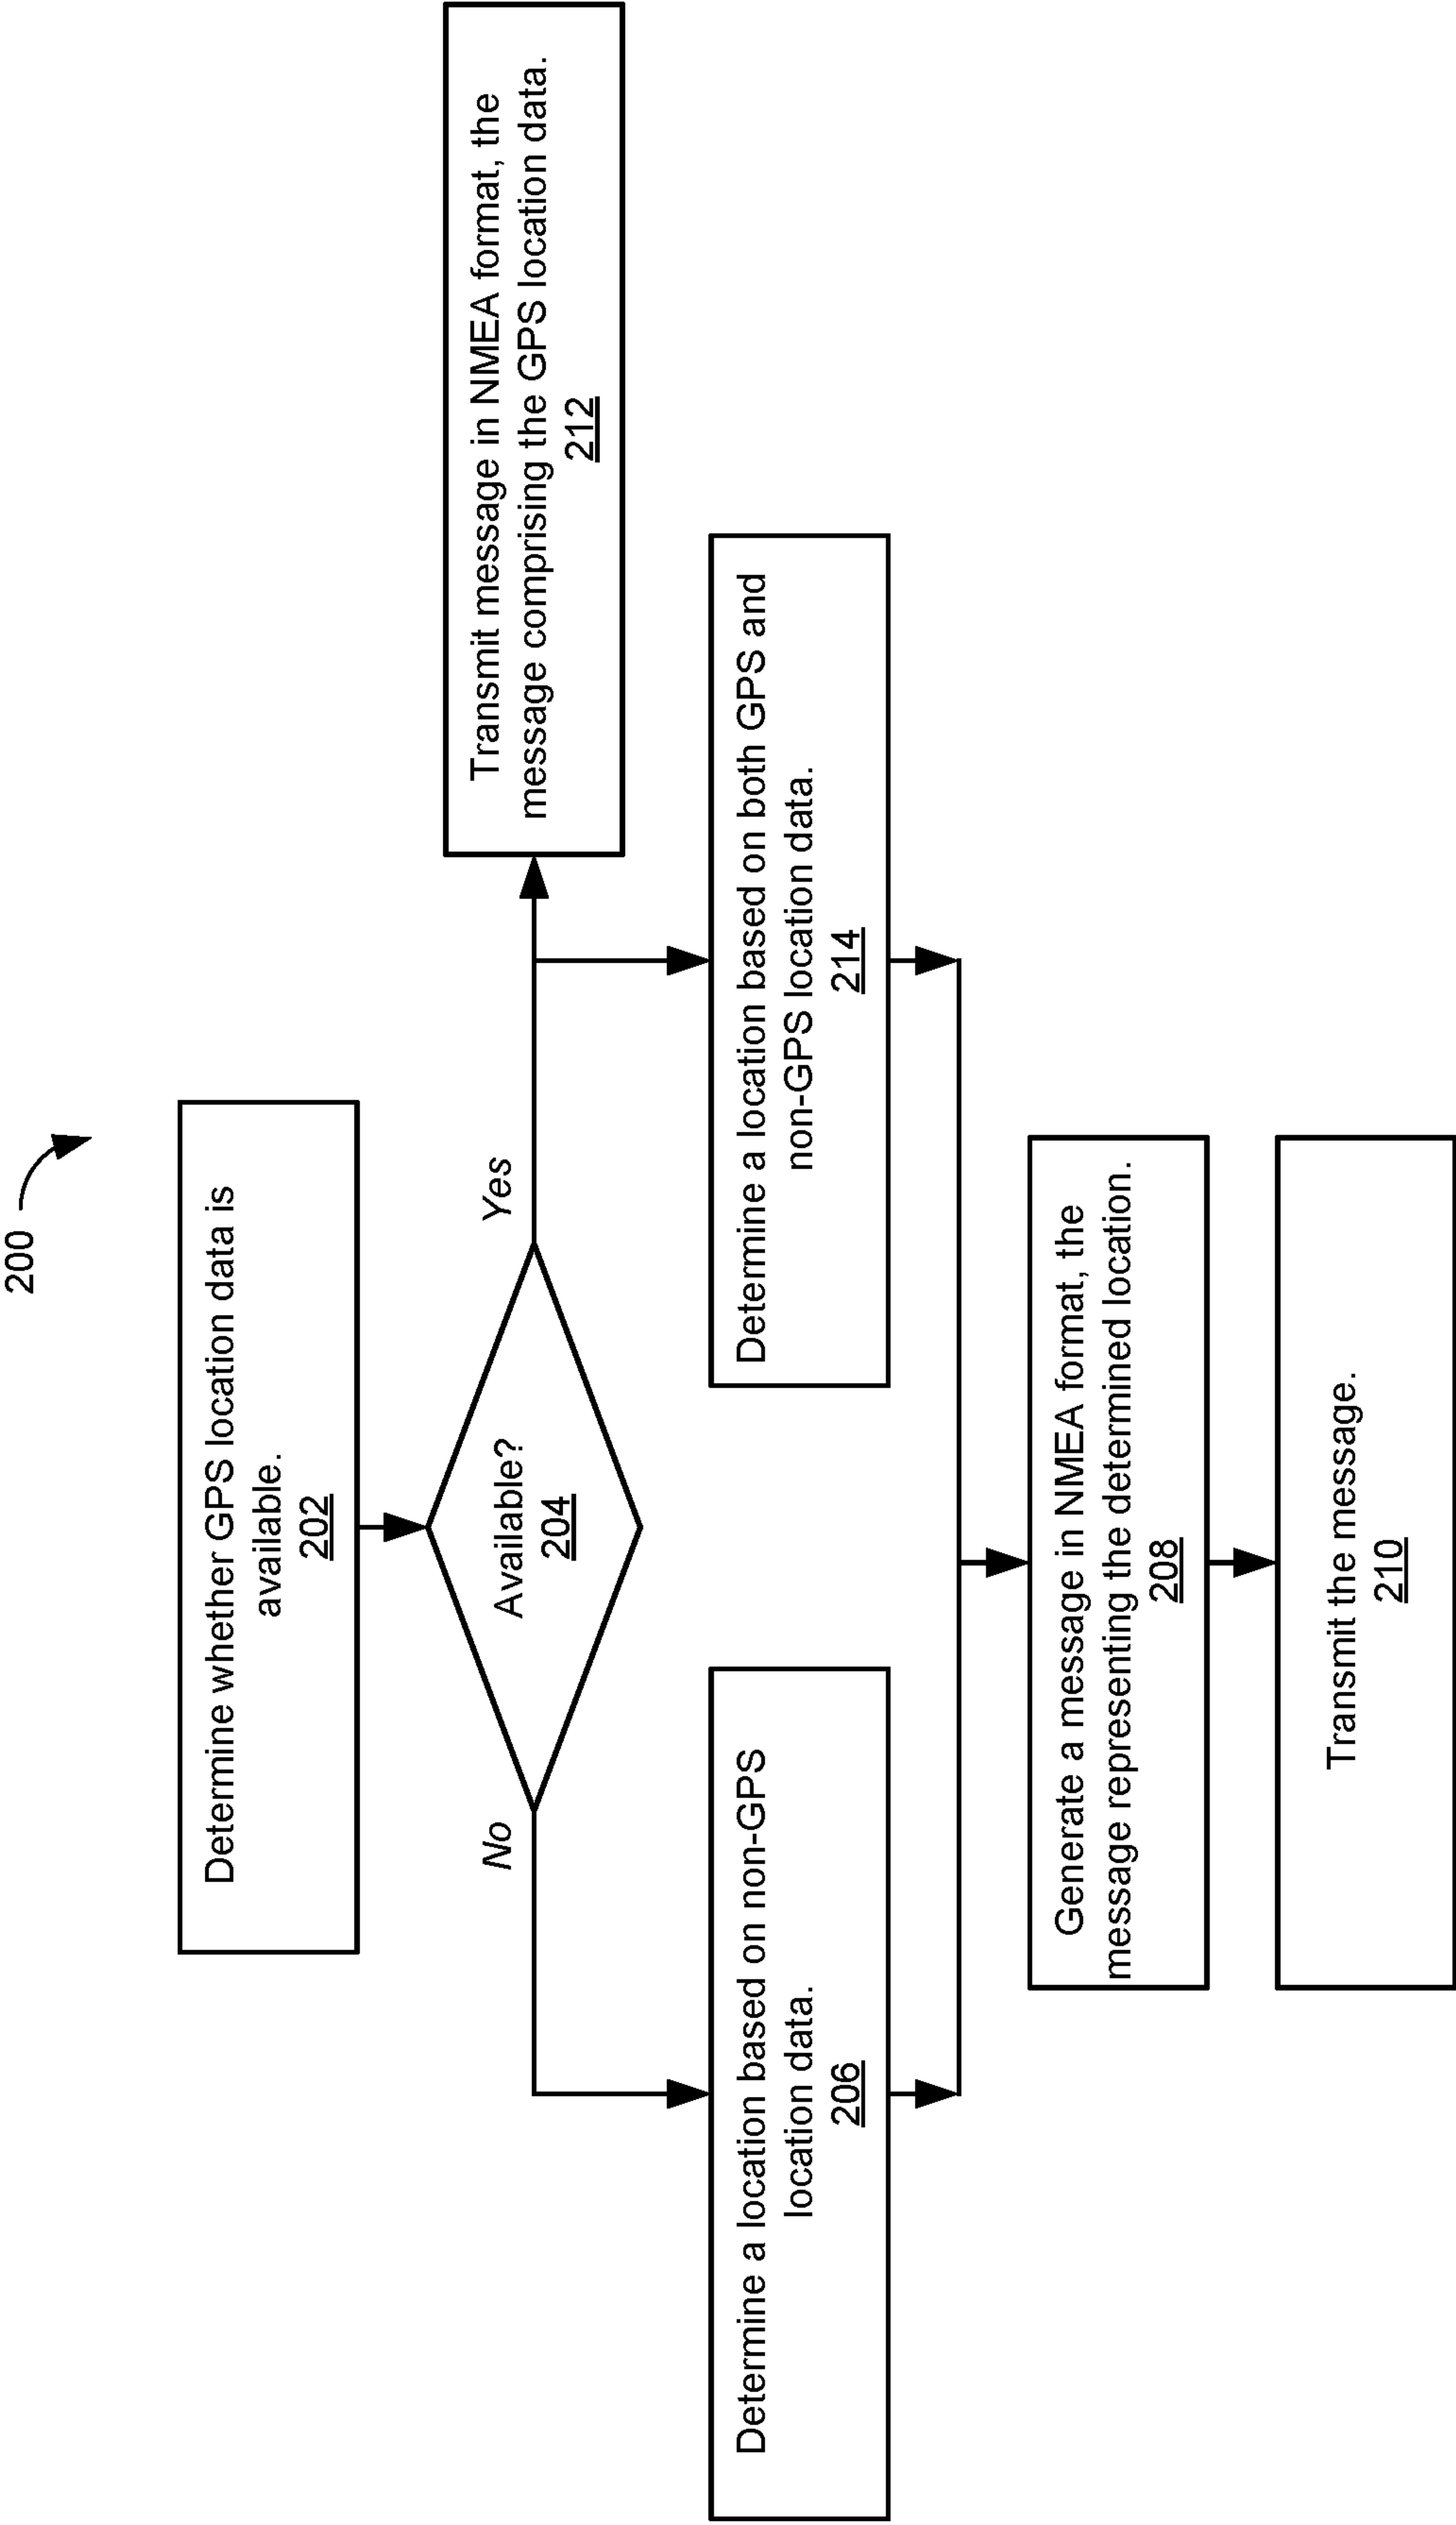 200
Determine whether GPS location data is
available.
202
Available?
204
No
Yes
Transmit message in NMEA format, the
message comprising the GPS location data.
212
Determine a location based on non-GPS
location data.
206
Determine a location based on both GPS and
non-GPS location data.
214
Generate a message in NMEA format, the
message representing the determined location.
208
Transmit the message.
210